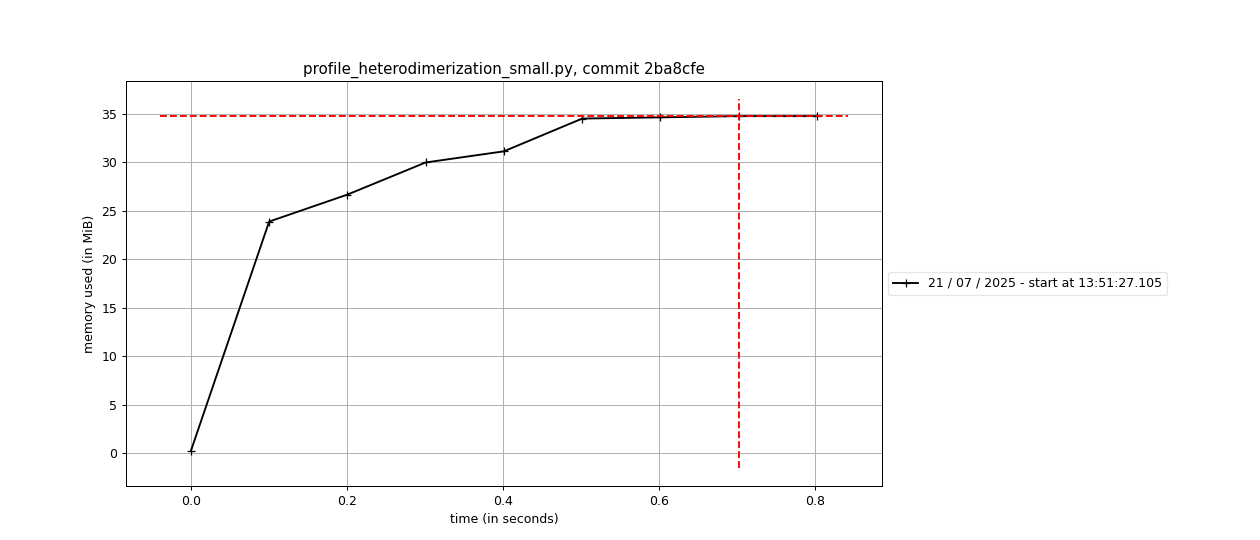 profile_heterodimerization_small.py, commit 2ba8cfe
35
30
25
20
15
10
5
0
memory used (in MiB)
0.0 0.2 0.4 0.6 0.8
time (in seconds)
21 / 07 / 2025 - start at 13:51:27.105